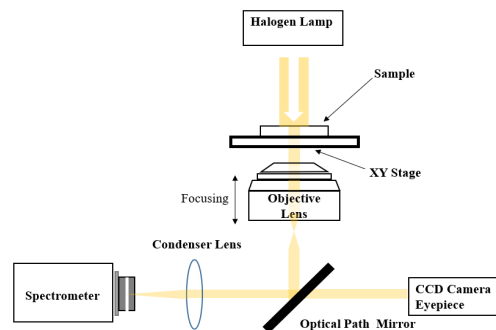 Halogen Lamp
Sample
XY Stage
Focusing
Objective
Lens
Condenser Lens
Spectrometer
CCD Camera
Eyepiece
Optical Path Mirror